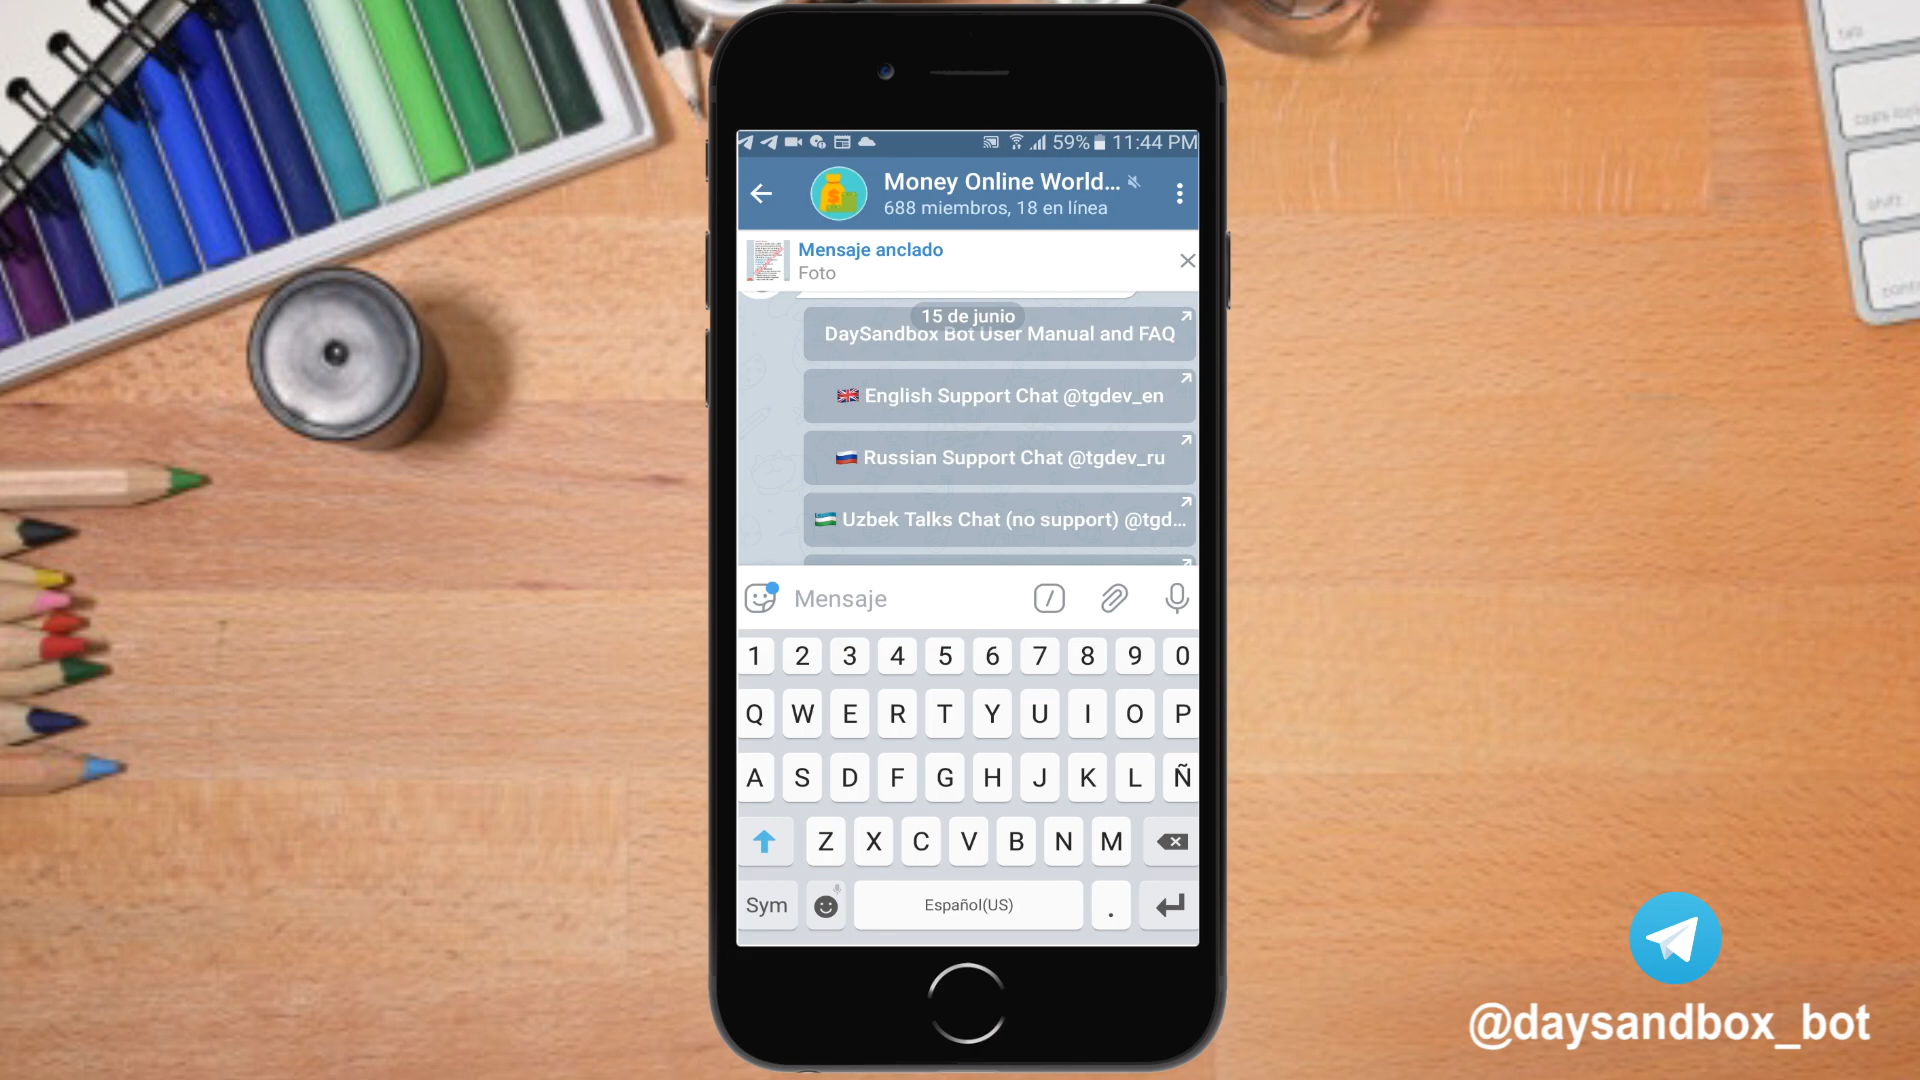 59% 11:44 PM
Money Online World...
688 miembros, 18 en línea
Mensaje anclado
Foto
15 de junio
DaySandbox Bot User Manual and FAQ
English Support Chat @tgdev_en
Russian Support Chat @tgdev_ru
Uzbek Talks Chat (no support) @tgd...
Mensaje
1 2 3 4 5 6 7 8 9 0
Q W E R T Y U I O P
A S D F G H J K L Ñ
Z X C V B N M
Sym Español(US) .
@daysandbox_bot